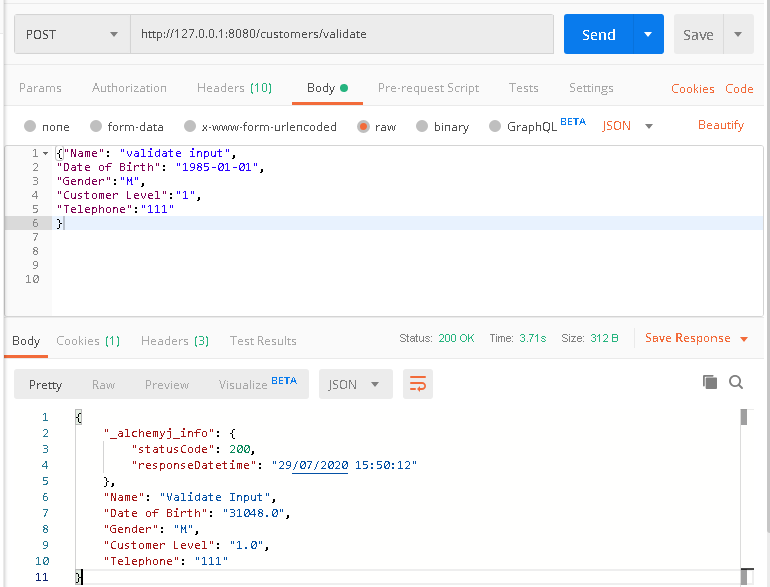 POST http://127.0.0.1:8080/customers/validate Send Save
Params Authorization Headers (10) Body Pre-request Script Tests Settings Cookies Code
none form-data x-www-form-urlencoded raw binary GraphQL BETA JSON Beautify
1 {"Name": "validate input",
2 "Date of Birth": "1985-01-01",
3 "Gender":"M",
4 "Customer Level":"1",
5 "Telephone":"111"
6 }
7
8
9
10
Body Cookies (1) Headers (3) Test Results Status: 200 OK Time: 3.71s Size: 312 B Save Response
Pretty Raw Preview Visualize BETA JSON
1 {
2 "_alchemyj_info": {
3 "statusCode": 200,
4 "responseDatetime": "29/07/2020 15:50:12"
5 },
6 "Name": "Validate Input",
7 "Date of Birth": "31048.0",
8 "Gender": "M",
9 "Customer Level": "1.0",
10 "Telephone": "111"
11 }